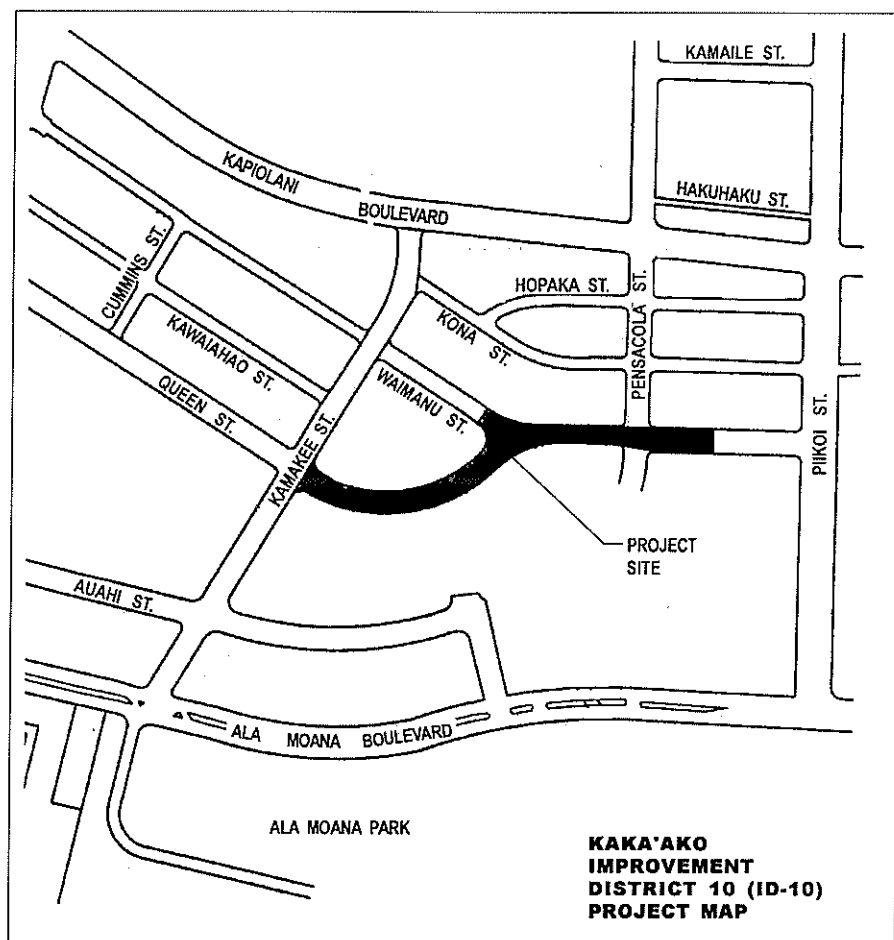 KAMAILE ST.
KAPIOLANI
BOULEVARD
HAKUHAKU ST.
CUMMINS ST.
HOPAKA ST.
PENSACOLA ST.
KONA ST.
KAWAIAHAO ST.
WAIMANU ST.
QUEEN ST.
KAMAKEE ST.
PIIKOI ST.
PROJECT
SITE
AUAHI ST.
ALA MOANA BOULEVARD
ALA MOANA PARK
KAKA'AKO
IMPROVEMENT
DISTRICT 10 (ID-10)
PROJECT MAP